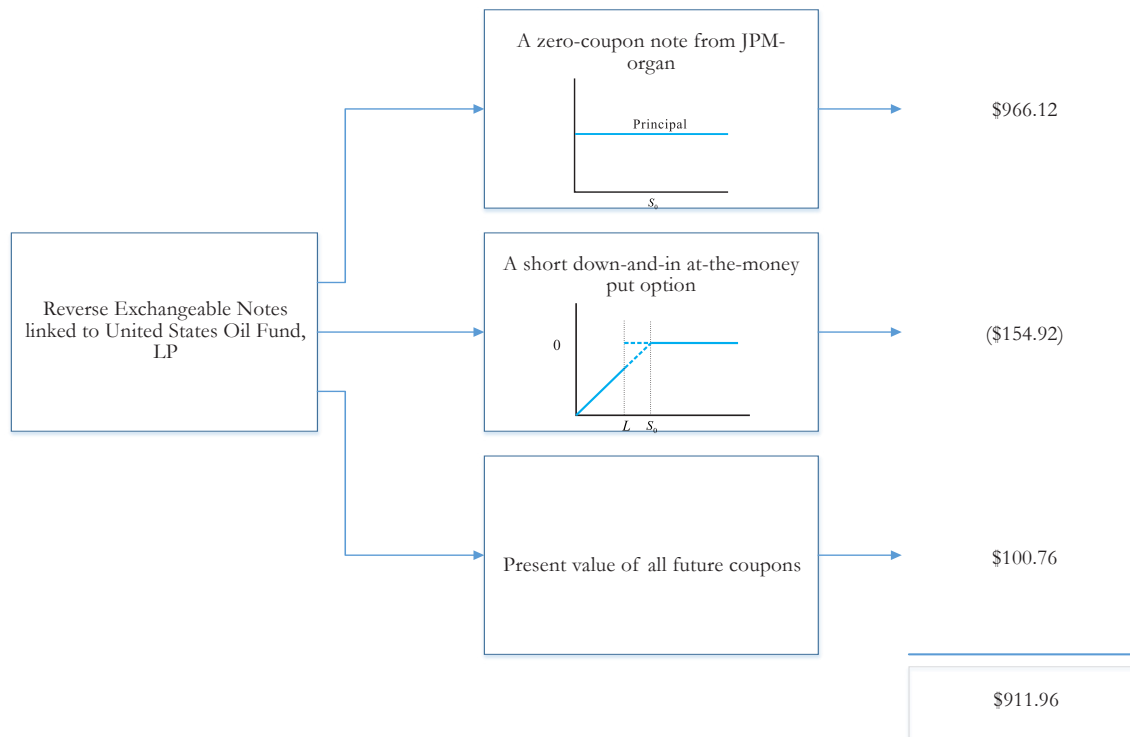 A zero-coupon note from JPM-
organ
Principal
S₀
$966.12
Reverse Exchangeable Notes
linked to United States Oil Fund,
LP
A short down-and-in at-the-money
put option
0
L S₀
($154.92)
Present value of all future coupons
$100.76
$911.96